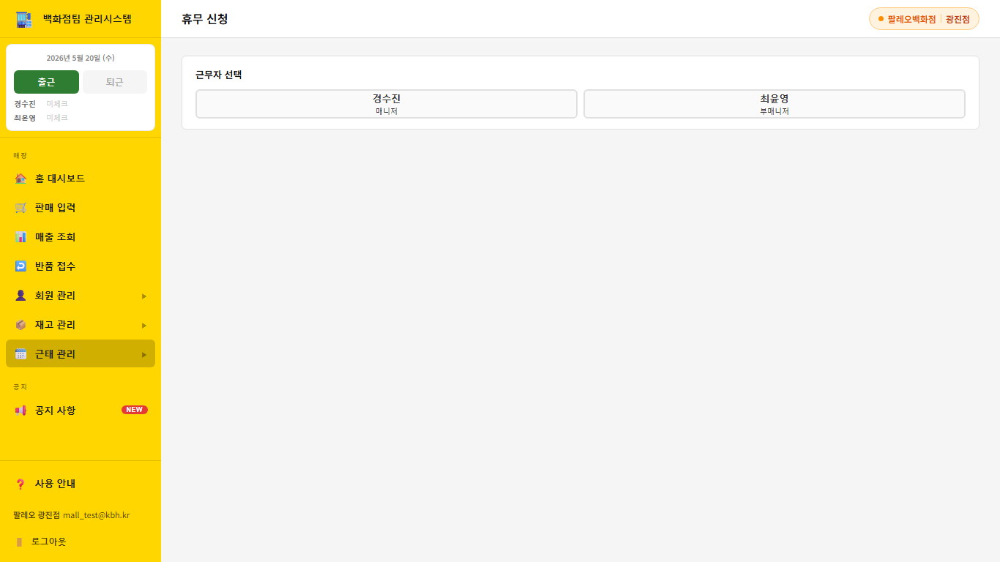 백화점팀 관리시스템
2026년 5월 20일 (수)
출근
퇴근
경수진 미체크
최윤영 미체크
매장
홈 대시보드
판매 입력
매출 조회
반품 접수
회원 관리
재고 관리
근태 관리
공지
공지 사항 NEW
사용 안내
팔레오 광진점 mall_test@kbh.kr
로그아웃
휴무 신청
팔레오백화점 광진점
근무자 선택
경수진
매니저
최윤영
부매니저